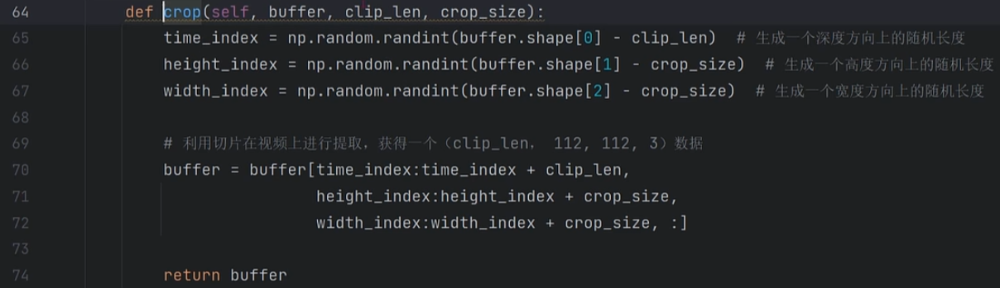 64 def crop(self, buffer, clip_len, crop_size):
65 time_index = np.random.randint(buffer.shape[0] - clip_len)  # 生成一个深度方向上的随机长度
66 height_index = np.random.randint(buffer.shape[1] - crop_size)  # 生成一个高度方向上的随机长度
67 width_index = np.random.randint(buffer.shape[2] - crop_size)  # 生成一个宽度方向上的随机长度
68
69 # 利用切片在视频上进行提取，获得一个（clip_len， 112, 112, 3）数据
70 buffer = buffer[time_index:time_index + clip_len,
71 height_index:height_index + crop_size,
72 width_index:width_index + crop_size, :]
73
74 return buffer